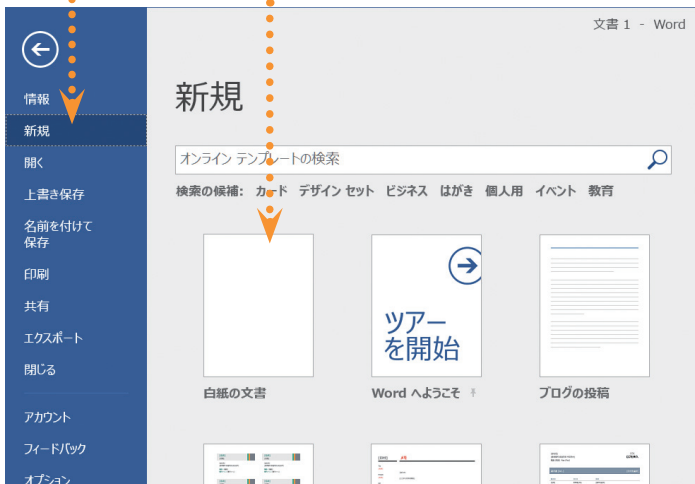 文書 1 - Word
情報
新規
開く
上書き保存
名前を付けて
保存
印刷
共有
エクスポート
閉じる
アカウント
フィードバック
オプション
新規
オンライン テンプレートの検索
検索の候補: カード デザイン セット ビジネス はがき 個人用 イベント 教育
白紙の文書
ツアー
を開始
Word へようこそ
ブログの投稿